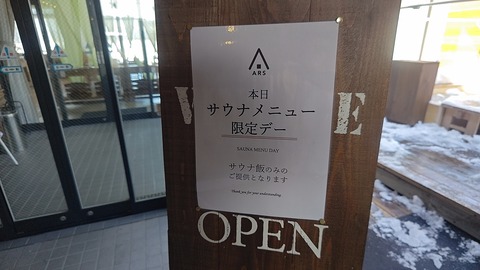 ARS
本日
サウナメニュー
限定デー
SAUNA MENU DAY
サウナ飯のみの
ご提供となります
Thank you for your understanding.
W
E
OPEN